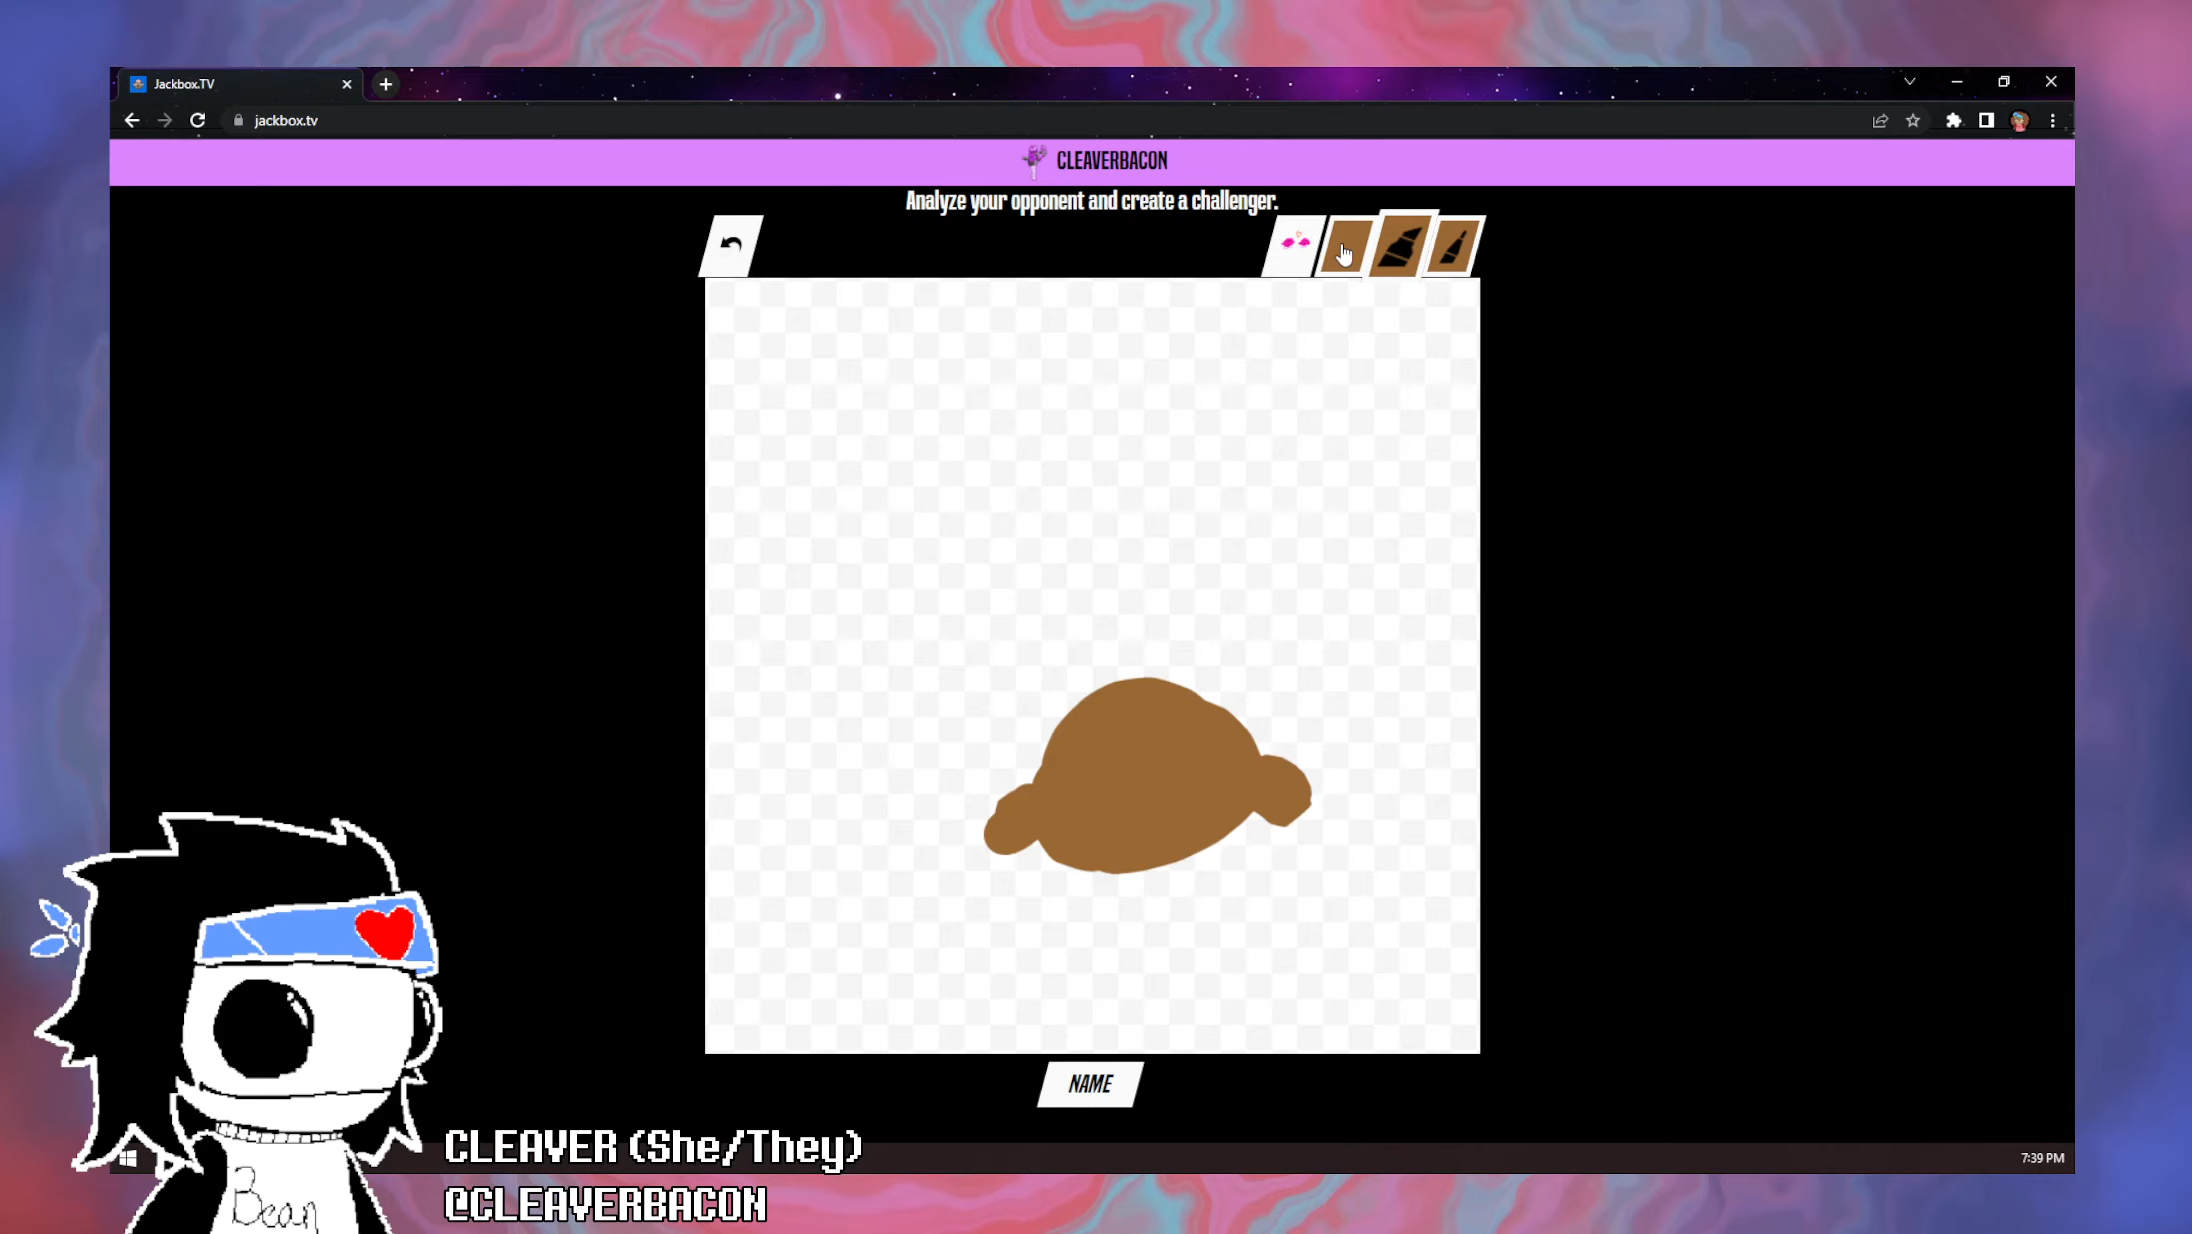 Jackbox.TV
jackbox.tv
CLEAVERBACON
Analyze your opponent and create a challenger.
NAME
CLEAVER (She/They)
@CLEAVERBACON
Bean
7:39 PM